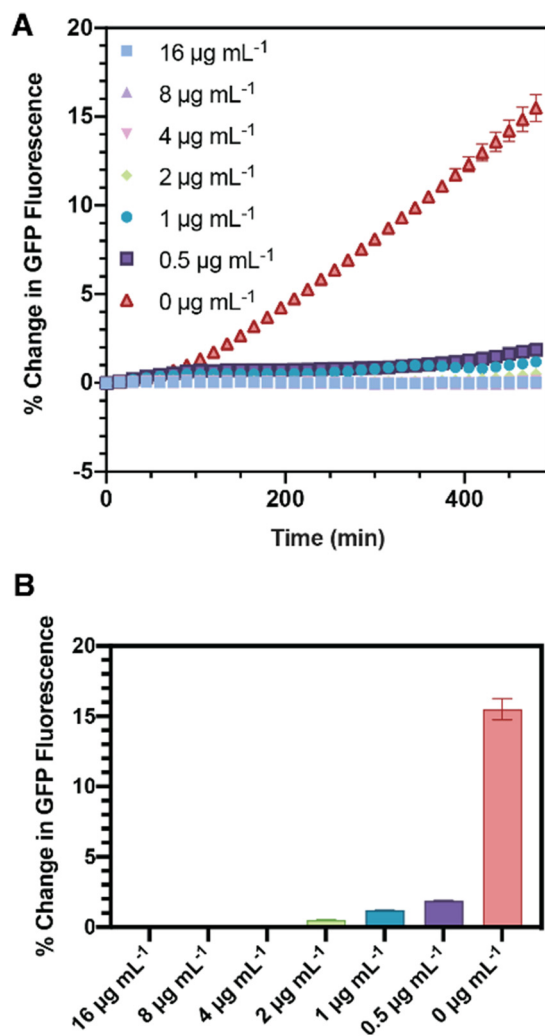 A
% Change in GFP Fluorescence
20
15
10
5
0
-5
16 µg mL-1
8 µg mL-1
4 µg mL-1
2 µg mL-1
1 µg mL-1
0.5 µg mL-1
0 µg mL-1
0
200
400
Time (min)
B
% Change in GFP Fluorescence
20
15
10
5
0
16 µg mL-1
8 µg mL-1
4 µg mL-1
2 µg mL-1
1 µg mL-1
0.5 µg mL-1
0 µg mL-1